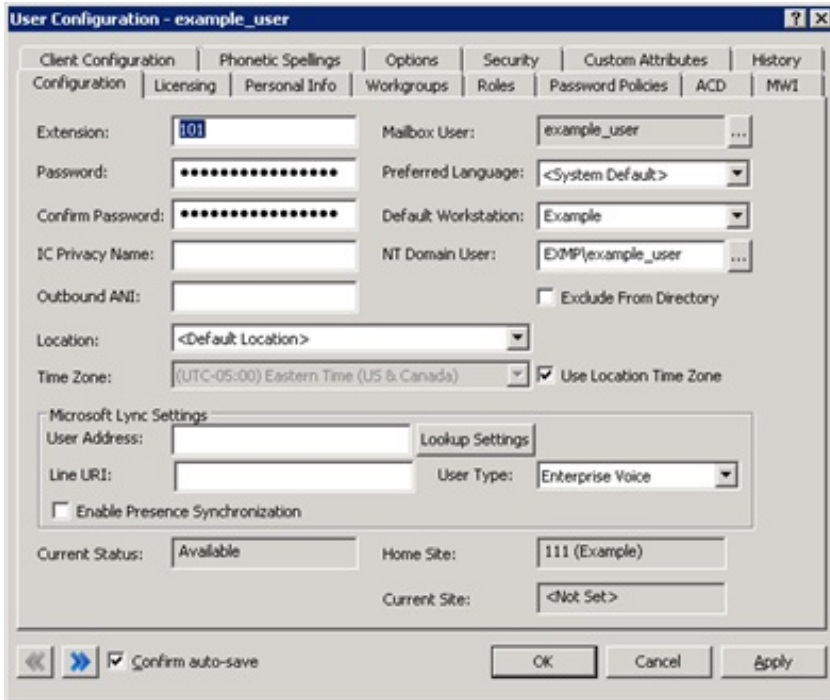 User Configuration - example_user
Client Configuration Phonetic Spellings Options Security Custom Attributes History
Configuration Licensing Personal Info Workgroups Roles Password Policies ACD MWI
Extension: 101 Mailbox User: example_user ...
Password: •••••••••••••••• Preferred Language: <System Default>
Confirm Password: •••••••••••••••• Default Workstation: Example
IC Privacy Name: NT Domain User: EXMP\example_user ...
Outbound ANI: Exclude From Directory
Location: <Default Location>
Time Zone: (UTC-05:00) Eastern Time (US & Canada) Use Location Time Zone
Microsoft Lync Settings
User Address: Lookup Settings
Line URI: User Type: Enterprise Voice
Enable Presence Synchronization
Current Status: Available Home Site: 111 (Example)
Current Site: <Not Set>
Confirm auto-save OK Cancel Apply